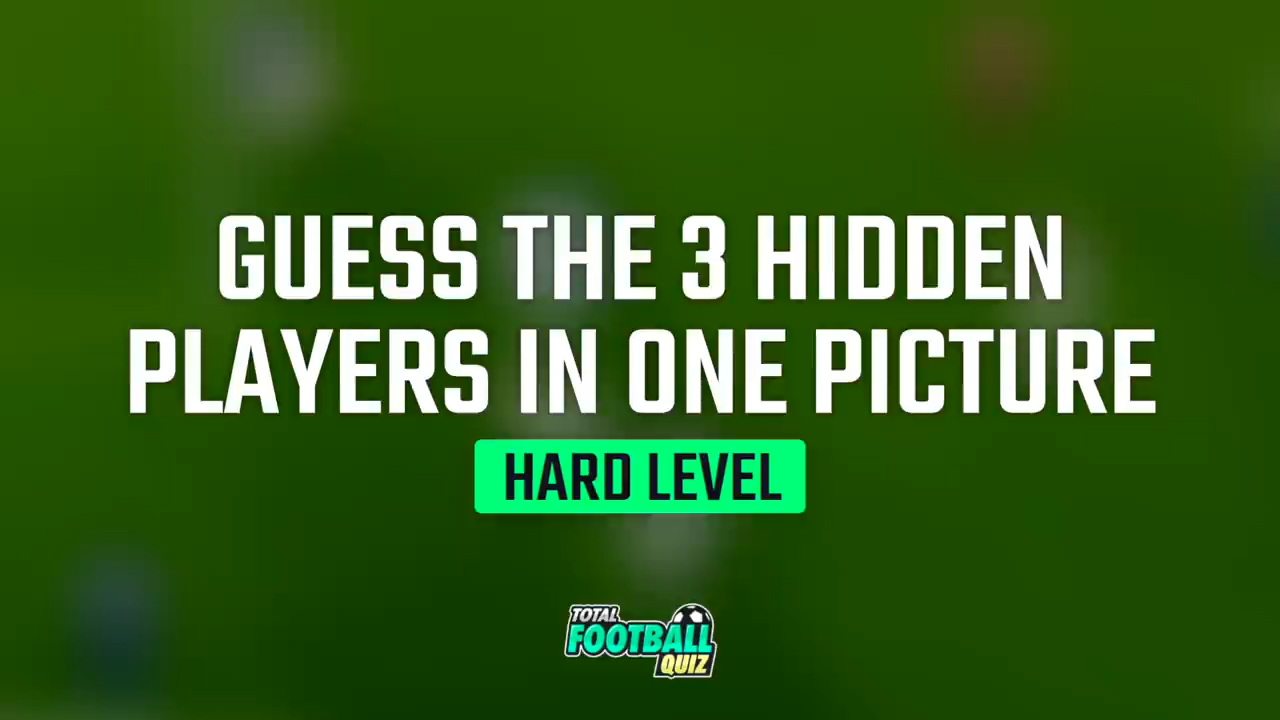 GUESS THE 3 HIDDEN
PLAYERS IN ONE PICTURE
HARD LEVEL
TOTAL
FOOTBALL
QUIZ